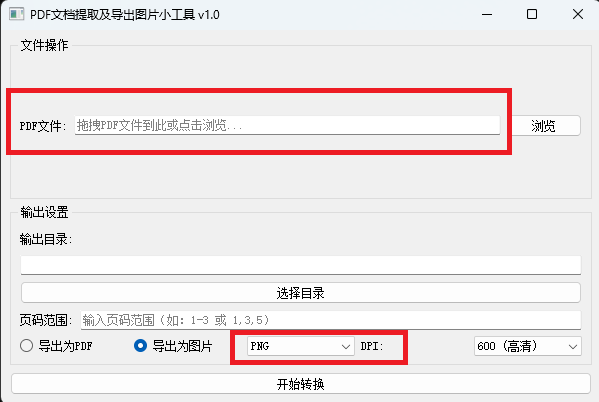 PDF文档提取及导出图片小工具 v1.0
文件操作
PDF文件: 拖拽PDF文件到此或点击浏览... 浏览
输出设置
输出目录:
选择目录
页码范围: 输入页码范围（如: 1-3 或 1,3,5）
导出为PDF 导出为图片 PNG DPI: 600（高清）
开始转换